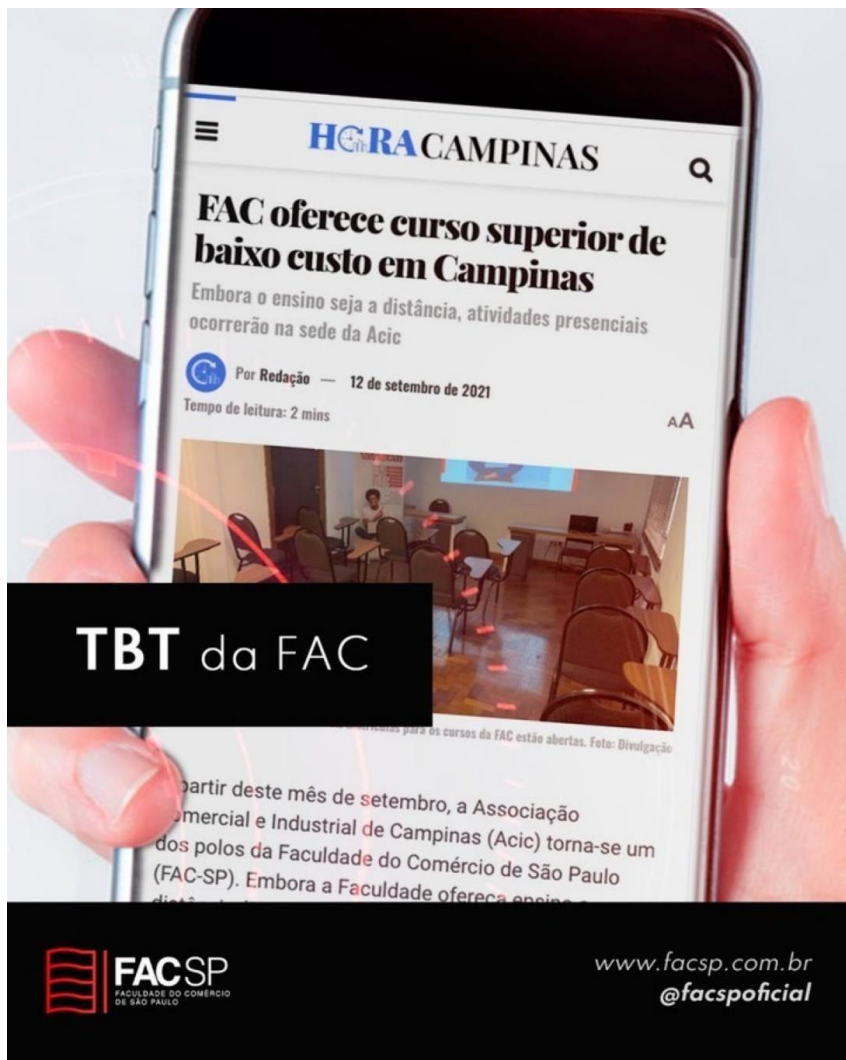 HORA CAMPINAS
FAC oferece curso superior de
baixo custo em Campinas
Embora o ensino seja a distância, atividades presenciais
ocorrerão na sede da Acic
Por Redação — 12 de setembro de 2021
Tempo de leitura: 2 mins
AA
para os cursos da FAC estão abertas. Foto: Divulgação
TBT da FAC
partir deste mês de setembro, a Associação
mercial e Industrial de Campinas (Acic) torna-se um
dos polos da Faculdade do Comércio de São Paulo
(FAC-SP). Embora a Faculdade ofereça
FACSP
FACULDADE DO COMÉRCIO
DE SÃO PAULO
www.facsp.com.br
@facspoficial